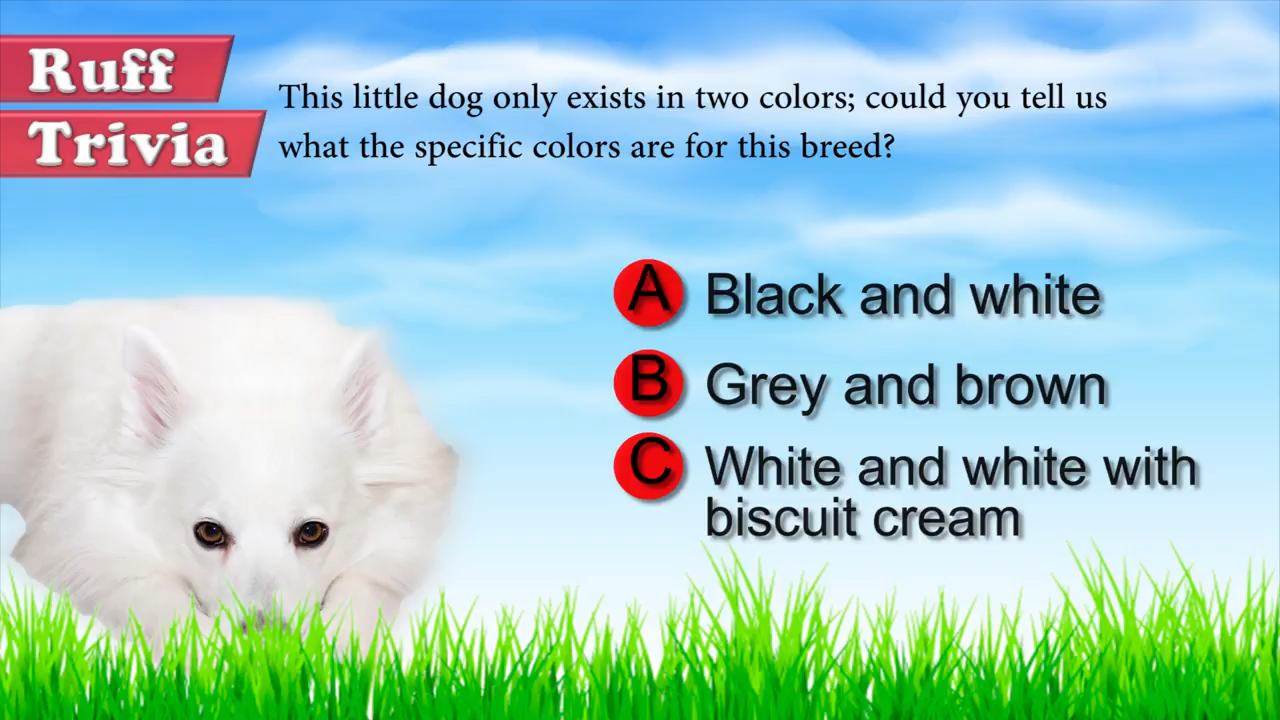 Ruff
Trivia
This little dog only exists in two colors; could you tell us
what the specific colors are for this breed?
A Black and white
B Grey and brown
C White and white with
biscuit cream